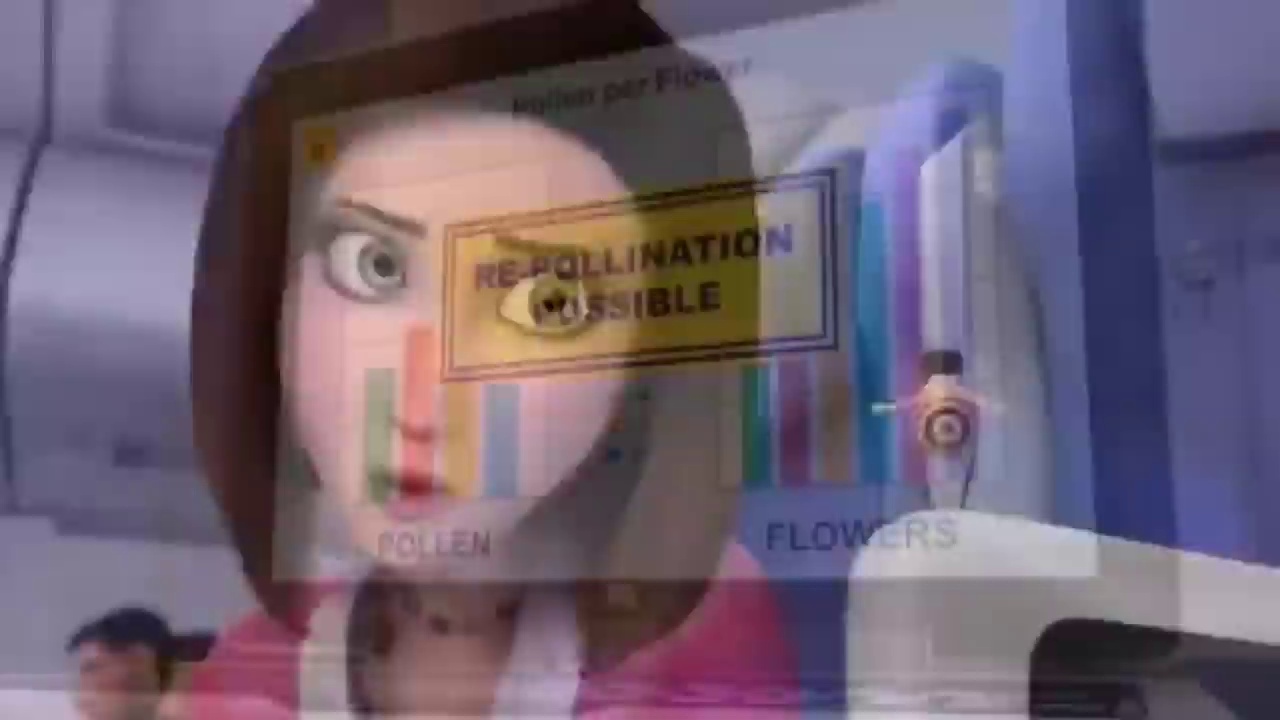 Pollen per Flower
RE-POLLINATION
POSSIBLE
POLLEN
FLOWERS